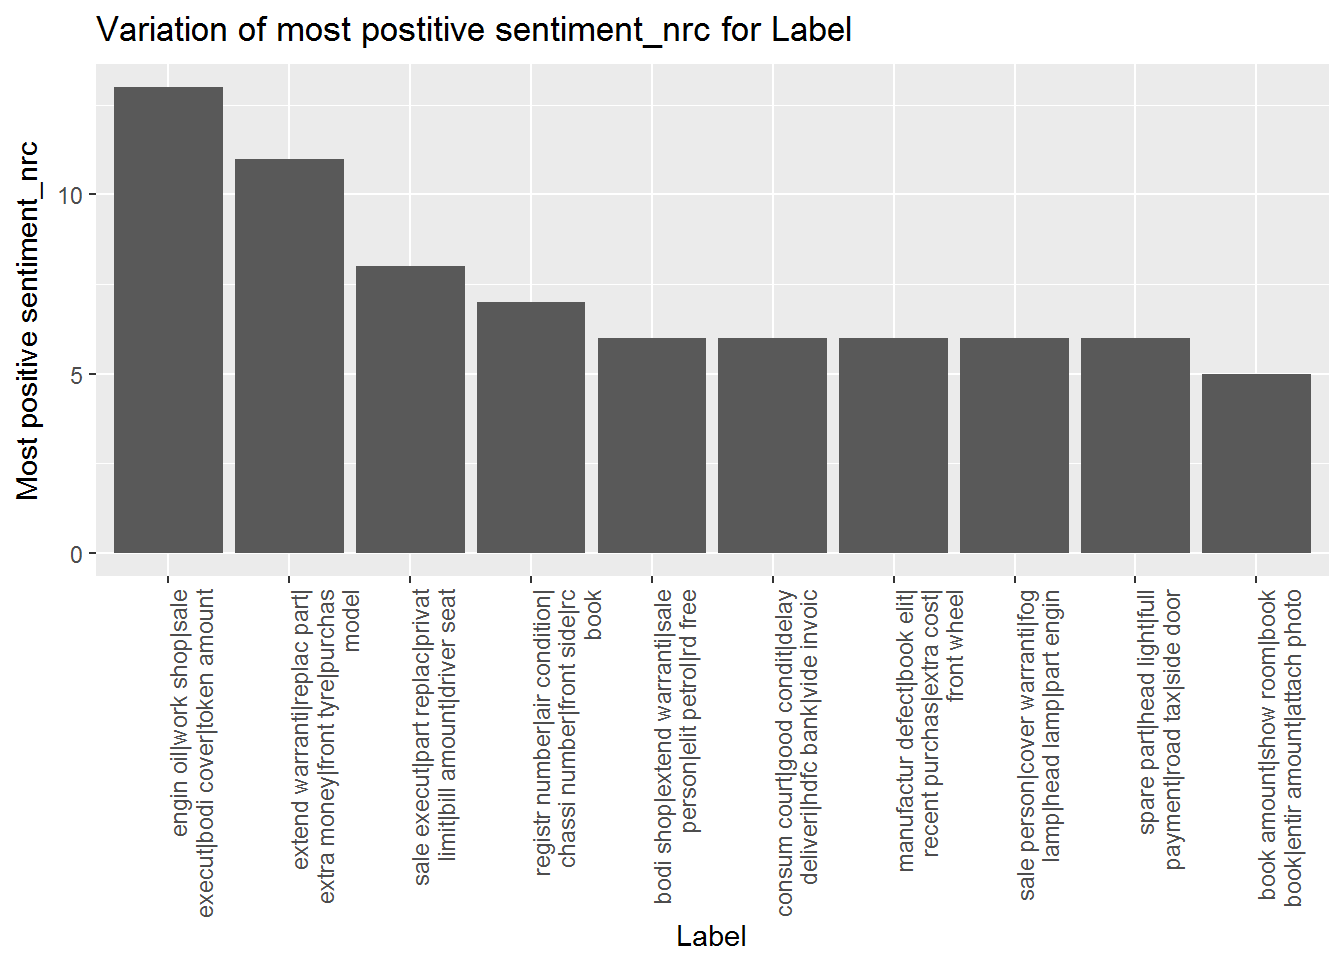 Variation of most postitive sentiment_nrc for Label
Most positive sentiment_nrc
10
5
0
engin oil|work shop|sale
execut|bodi cover|token amount
extend warranti|replac part|
extra money|front tyre|purchas
model
sale execut|part replac|privat
limit|bill amount|driver seat
registr number|air condition|
chassi number|front side|rc
book
bodi shop|extend warranti|sale
person|elit petrol|rd free
consum court|good condit|delay
deliveri|hdfc bank|vide invoic
manufactur defect|book elit|
recent purchas|extra cost|
front wheel
sale person|cover warranti|fog
lamp|head lamp|part engin
spare part|head light|full
payment|road tax|side door
book amount|show room|book
book|entir amount|attach photo
Label